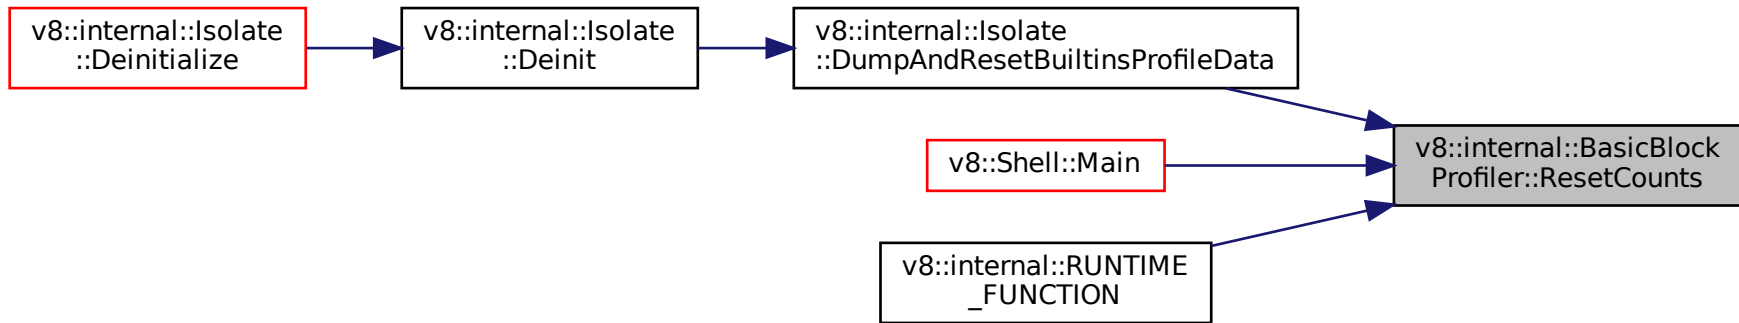 v8::internal::Isolate
::Deinitialize
v8::internal::Isolate
::Deinit
v8::internal::Isolate
::DumpAndResetBuiltinsProfileData
v8::Shell::Main
v8::internal::RUNTIME
_FUNCTION
v8::internal::BasicBlock
Profiler::ResetCounts